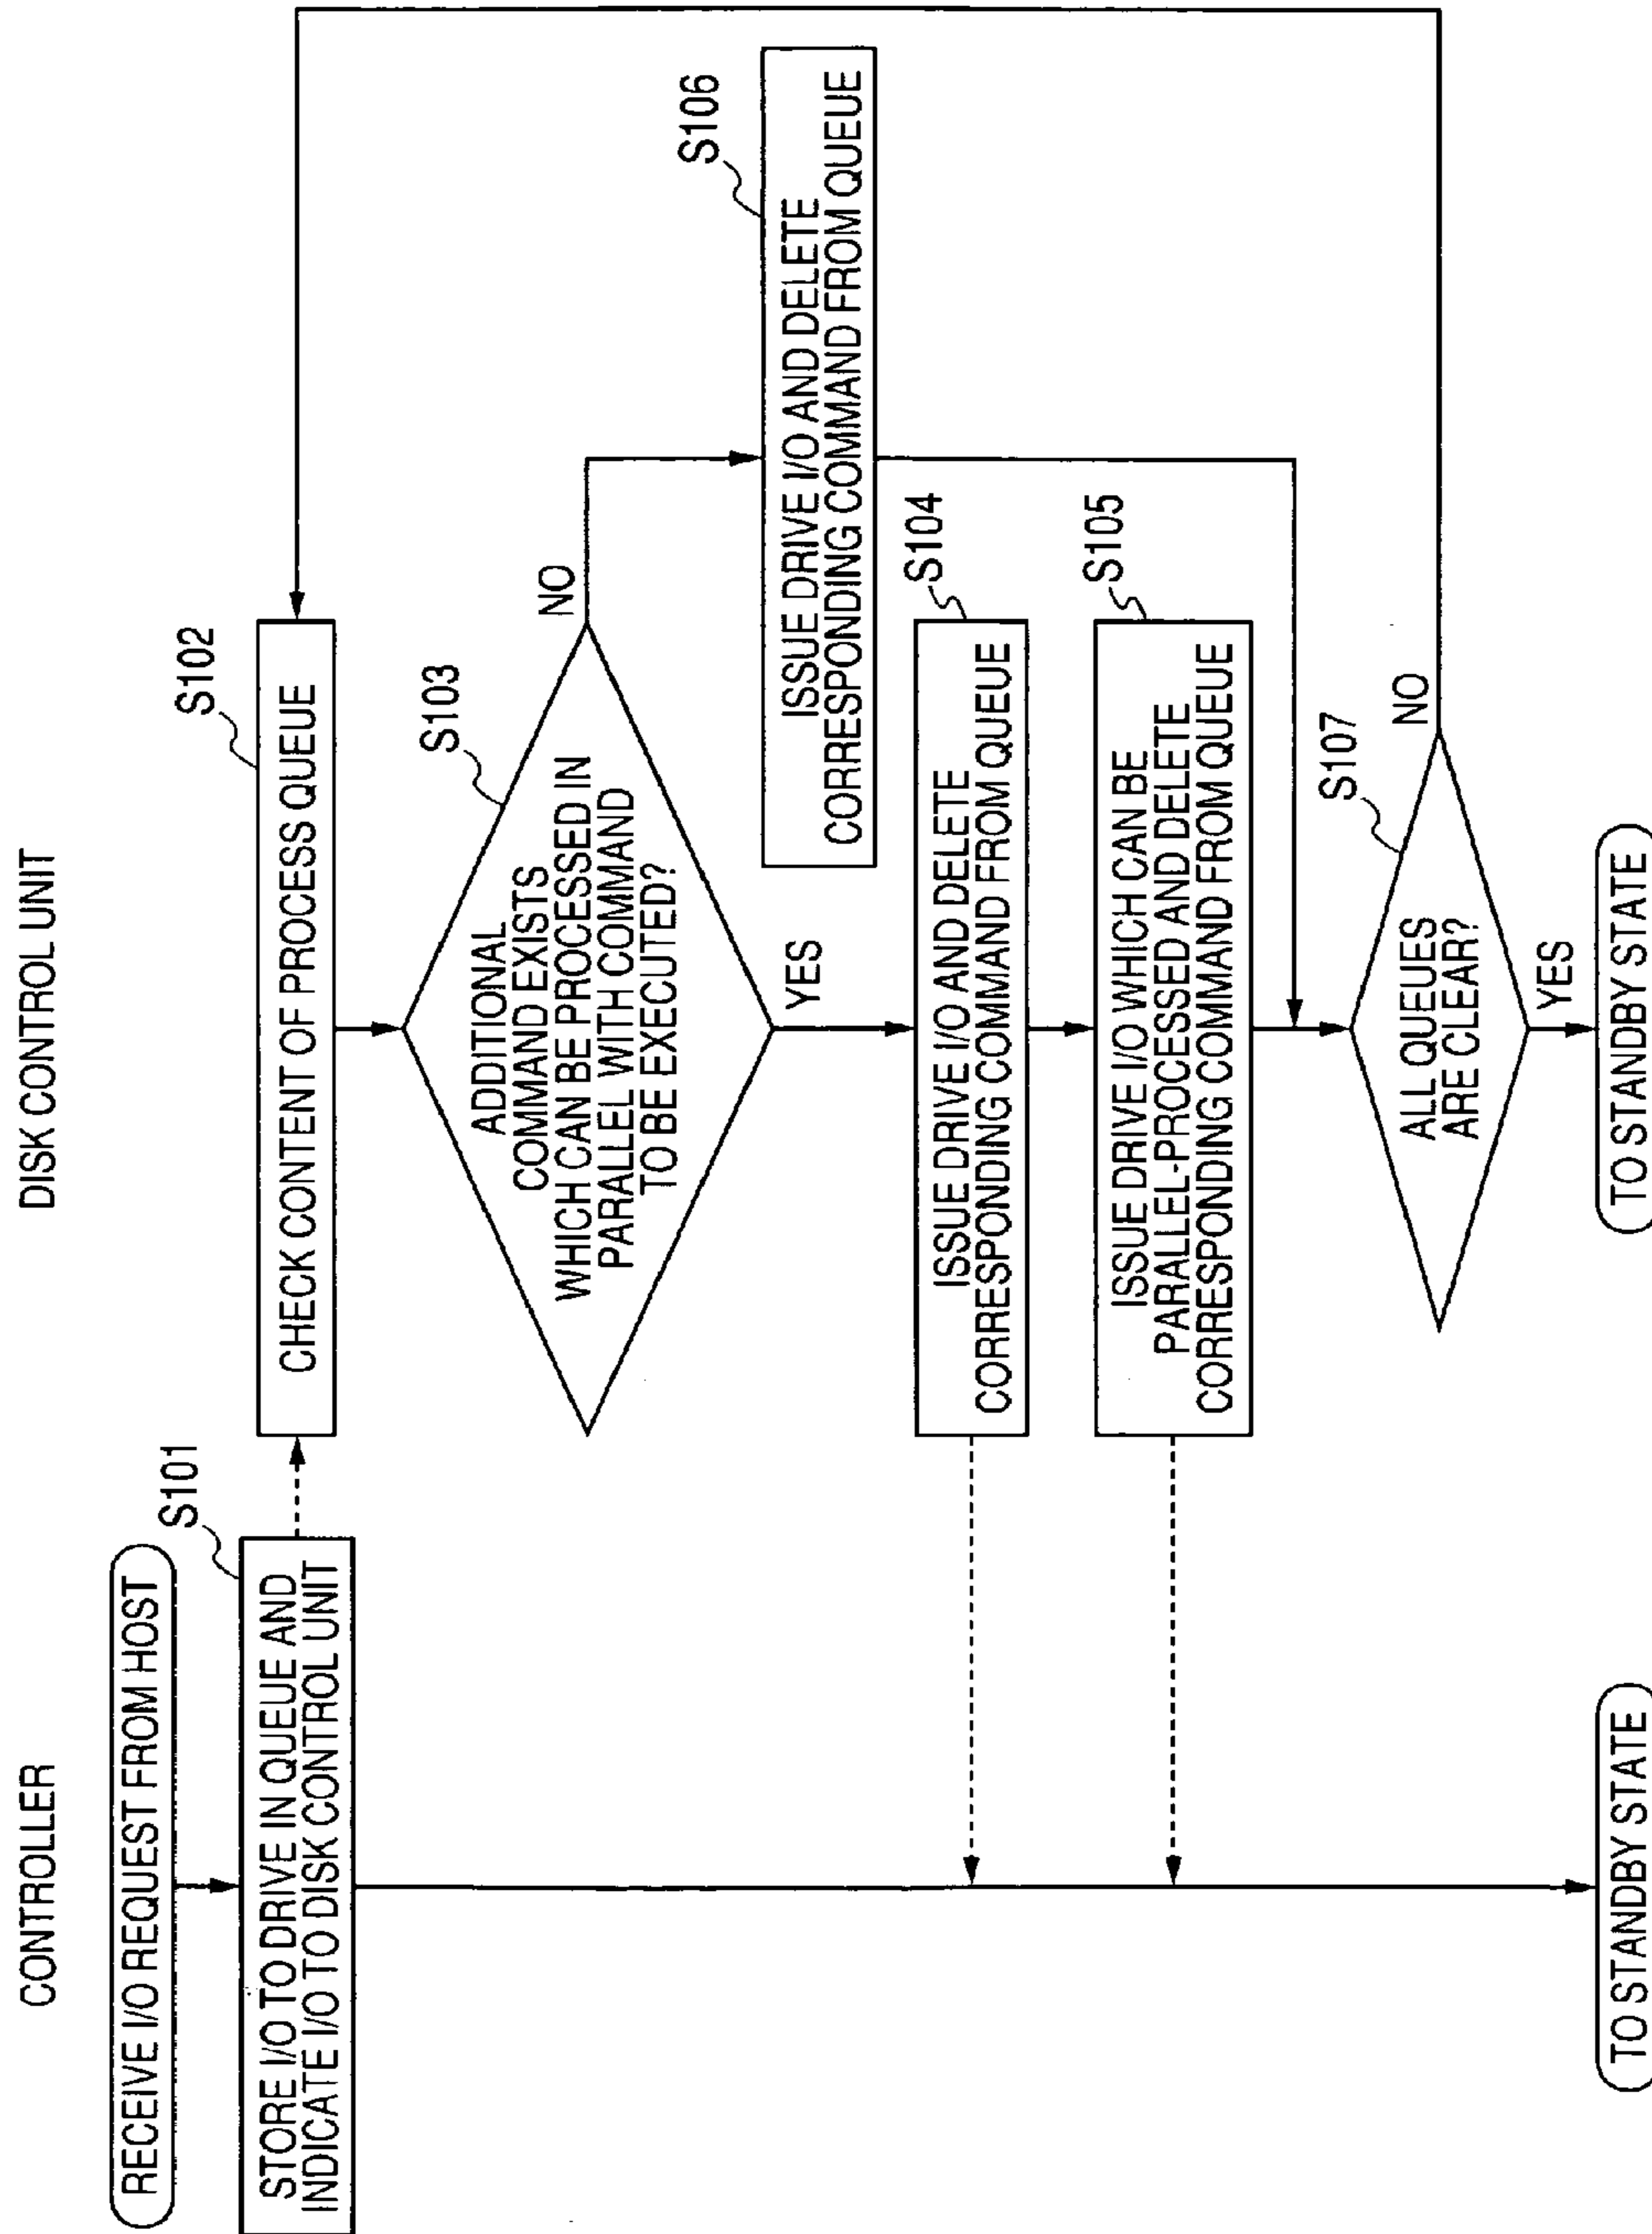 CONTROLLER
DISK CONTROL UNIT
RECEIVE I/O REQUEST FROM HOST
S101
STORE I/O TO DRIVE IN QUEUE AND
INDICATE I/O TO DISK CONTROL UNIT
S102
CHECK CONTENT OF PROCESS QUEUE
S103
ADDITIONAL
COMMAND EXISTS
WHICH CAN BE PROCESSED IN
PARALLEL WITH COMMAND
TO BE EXECUTED?
NO
YES
S106
ISSUE DRIVE I/O AND DELETE
CORRESPONDING COMMAND FROM QUEUE
S104
ISSUE DRIVE I/O AND DELETE
CORRESPONDING COMMAND FROM QUEUE
S105
ISSUE DRIVE I/O WHICH CAN BE
PARALLEL-PROCESSED AND DELETE
CORRESPONDING COMMAND FROM QUEUE
S107
ALL QUEUES
ARE CLEAR?
NO
YES
TO STANDBY STATE
TO STANDBY STATE